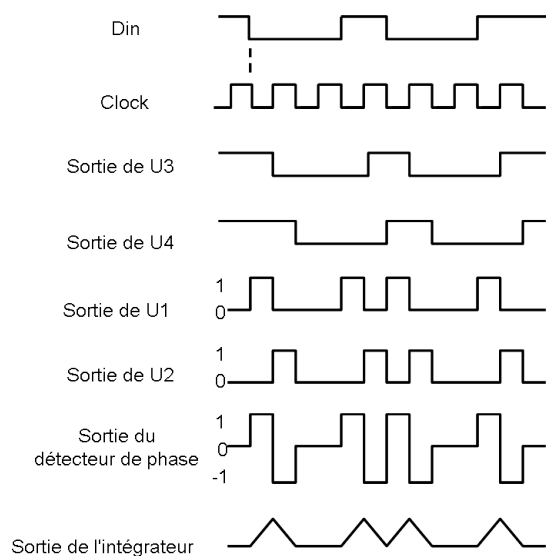 Din
Clock
Sortie de U3
Sortie de U4
1
Sortie de U1
0
1
Sortie de U2
0
1
Sortie du
0
détecteur de phase
-1
Sortie de l'intégrateur